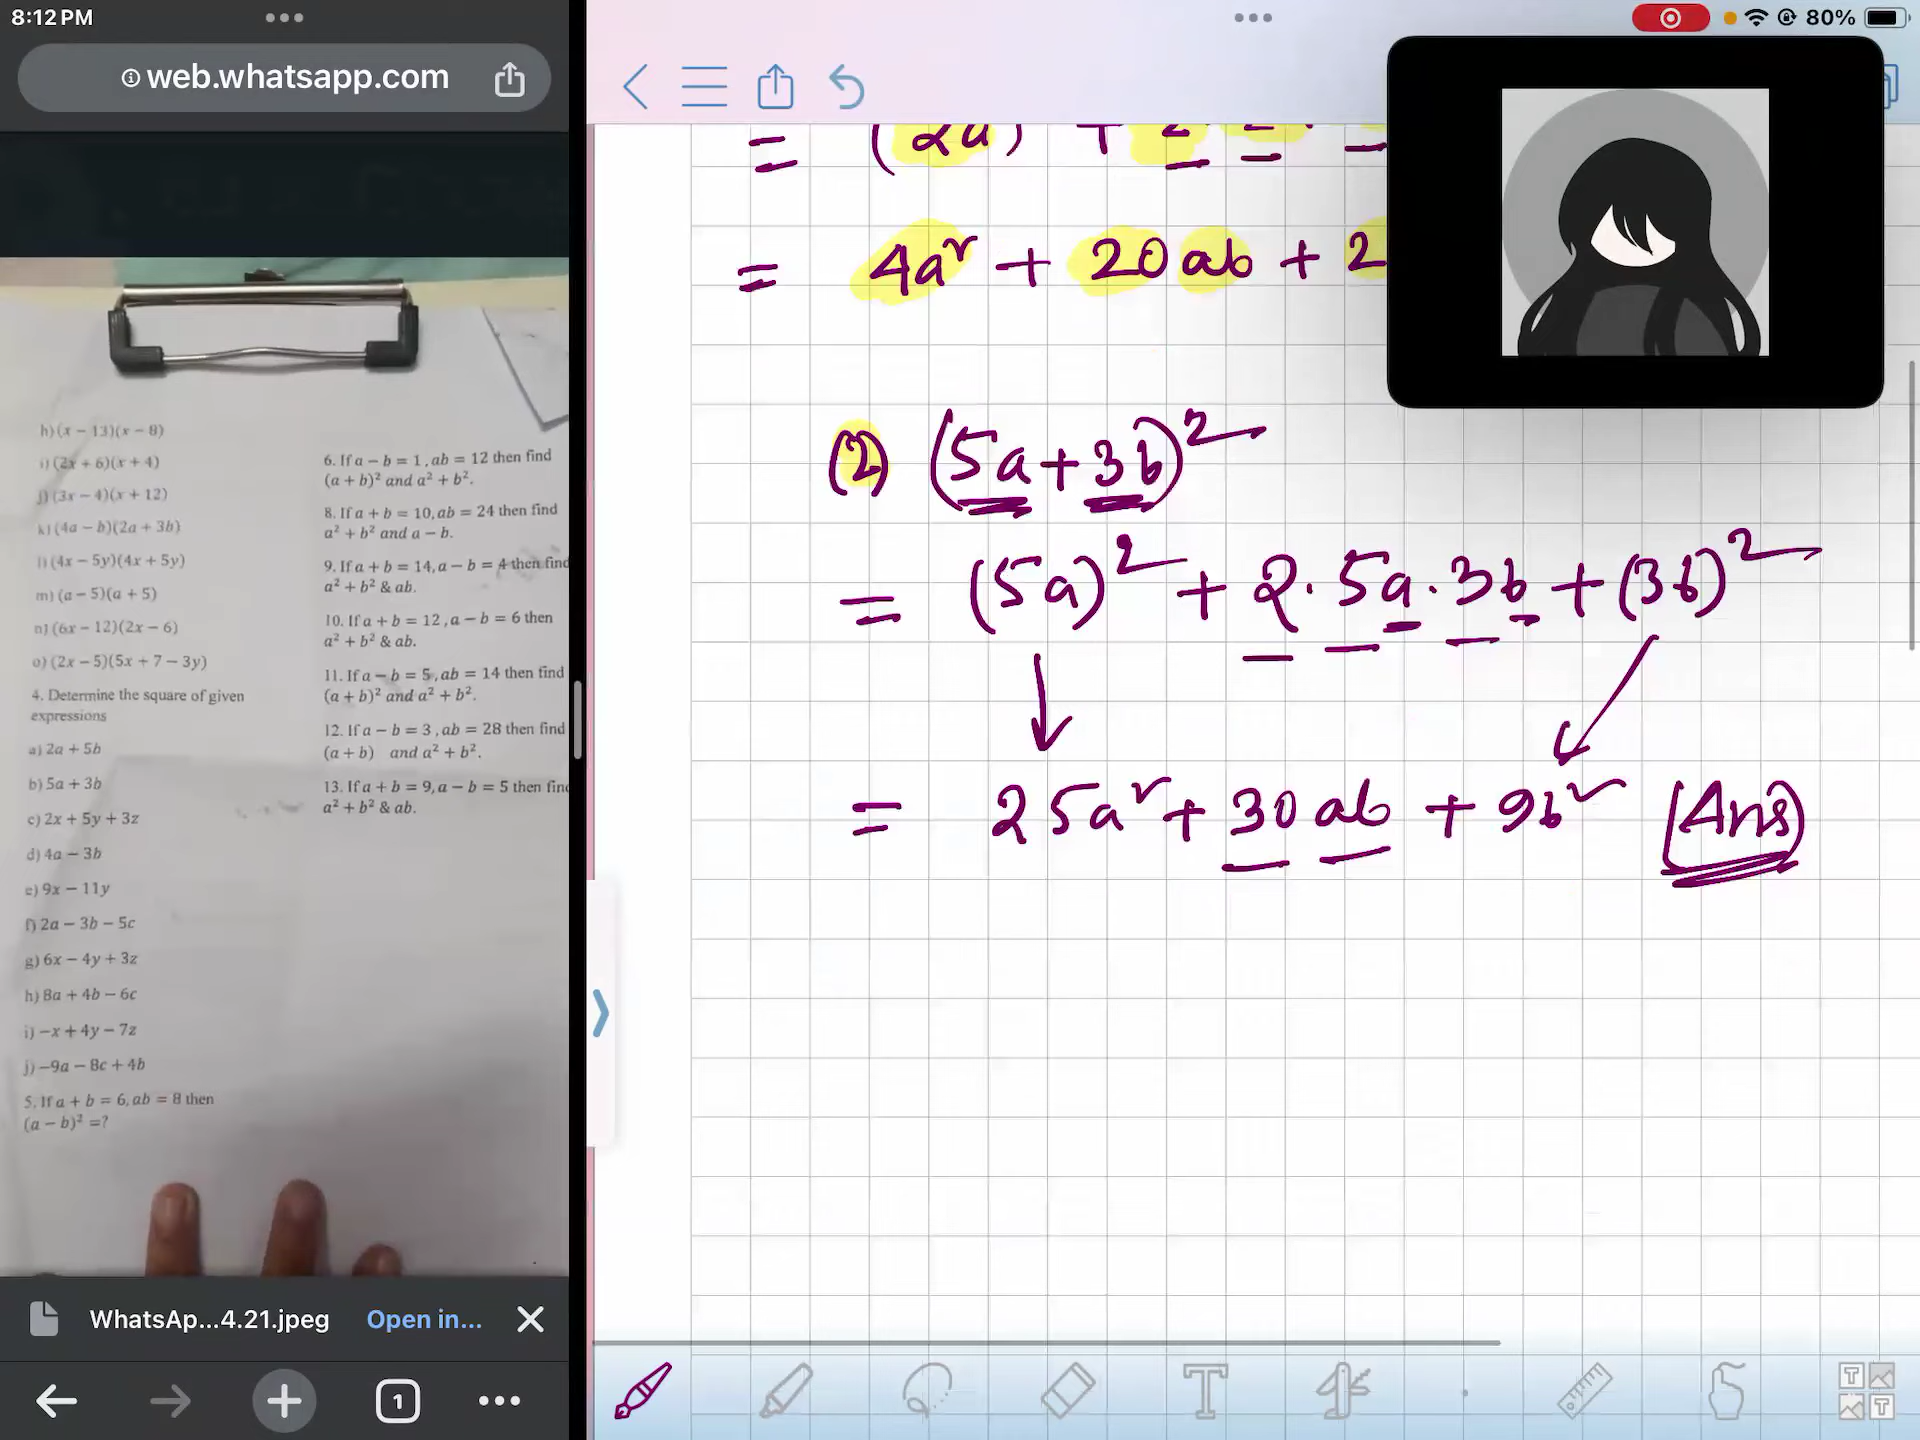 8:12 PM
web.whatsapp.com
h) (x − 13)(x − 8)
i) (2x + 6)(x + 4)
j) (3x − 4)(x + 12)
k) (4a − b)(2a + 3b)
l) (4x − 5y)(4x + 5y)
m) (a − 5)(a + 5)
n) (6x − 12)(2x − 6)
o) (2x − 5)(5x + 7 − 3y)
4. Determine the square of given
expressions
a) 2a + 5b
b) 5a + 3b
c) 2x + 5y + 3z
d) 4a − 3b
e) 9x − 11y
f) 2a − 3b − 5c
g) 6x − 4y + 3z
h) 8a + 4b − 6c
i) −x + 4y − 7z
j) −9a − 8c + 4b
5. If a + b = 6, ab = 8 then
(a − b)² =?
6. If a − b = 1 , ab = 12 then find
(a + b)² and a² + b².
8. If a + b = 10, ab = 24 then find
a² + b² and a − b.
9. If a + b = 14, a − b = 4 then find
a² + b² & ab.
10. If a + b = 12 , a − b = 6 then
a² + b² & ab.
11. If a − b = 5 , ab = 14 then find
(a + b)² and a² + b².
12. If a − b = 3 , ab = 28 then find
(a + b) and a² + b².
13. If a + b = 9, a − b = 5 then find
a² + b² & ab.
WhatsAp...4.21.jpeg Open in...
1
80%
= (2a) + 2 .
= 4a² + 20 ab + 2
(2) (5a + 3b)²
= (5a)² + 2 . 5a . 3b + (3b)²
= 25a² + 30 ab + 9b² (Ans)
T